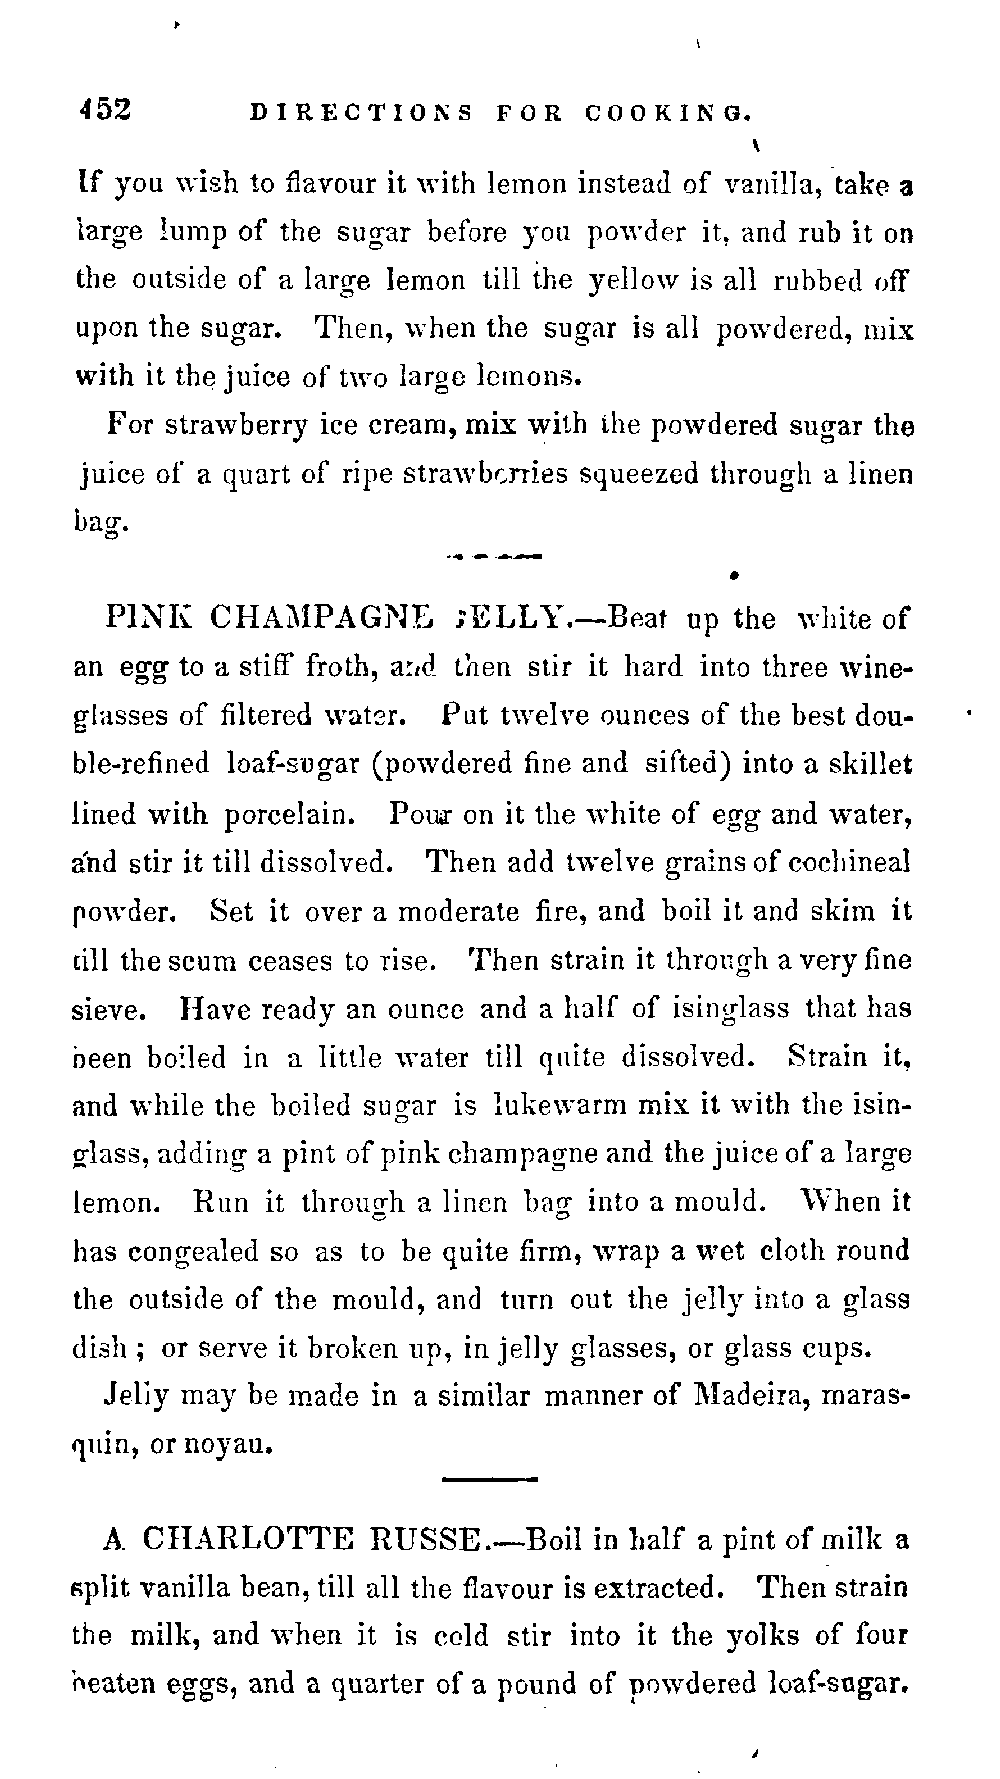 452 DIRECTIONS FOR COOKING.
If you wish to flavour it with lemon instead of vanilla, take a
large lump of the sugar before you powder it, and rub it on
the outside of a large lemon till the yellow is all rubbed off
upon the sugar. Then, when the sugar is all powdered, mix
with it the juice of two large lemons.
For strawberry ice cream, mix with the powdered sugar the
juice of a quart of ripe strawberries squeezed through a linen
bag.
PINK CHAMPAGNE JELLY.—Beat up the white of
an egg to a stiff froth, and then stir it hard into three wine-
glasses of filtered water. Put twelve ounces of the best dou-
ble-refined loaf-sugar (powdered fine and sifted) into a skillet
lined with porcelain. Pour on it the white of egg and water,
and stir it till dissolved. Then add twelve grains of cochineal
powder. Set it over a moderate fire, and boil it and skim it
till the scum ceases to rise. Then strain it through a very fine
sieve. Have ready an ounce and a half of isinglass that has
been boiled in a little water till quite dissolved. Strain it,
and while the boiled sugar is lukewarm mix it with the isin-
glass, adding a pint of pink champagne and the juice of a large
lemon. Run it through a linen bag into a mould. When it
has congealed so as to be quite firm, wrap a wet cloth round
the outside of the mould, and turn out the jelly into a glass
dish ; or serve it broken up, in jelly glasses, or glass cups.
Jelly may be made in a similar manner of Madeira, maras-
quin, or noyau.
A CHARLOTTE RUSSE.—Boil in half a pint of milk a
split vanilla bean, till all the flavour is extracted. Then strain
the milk, and when it is cold stir into it the yolks of four
beaten eggs, and a quarter of a pound of powdered loaf-sugar.